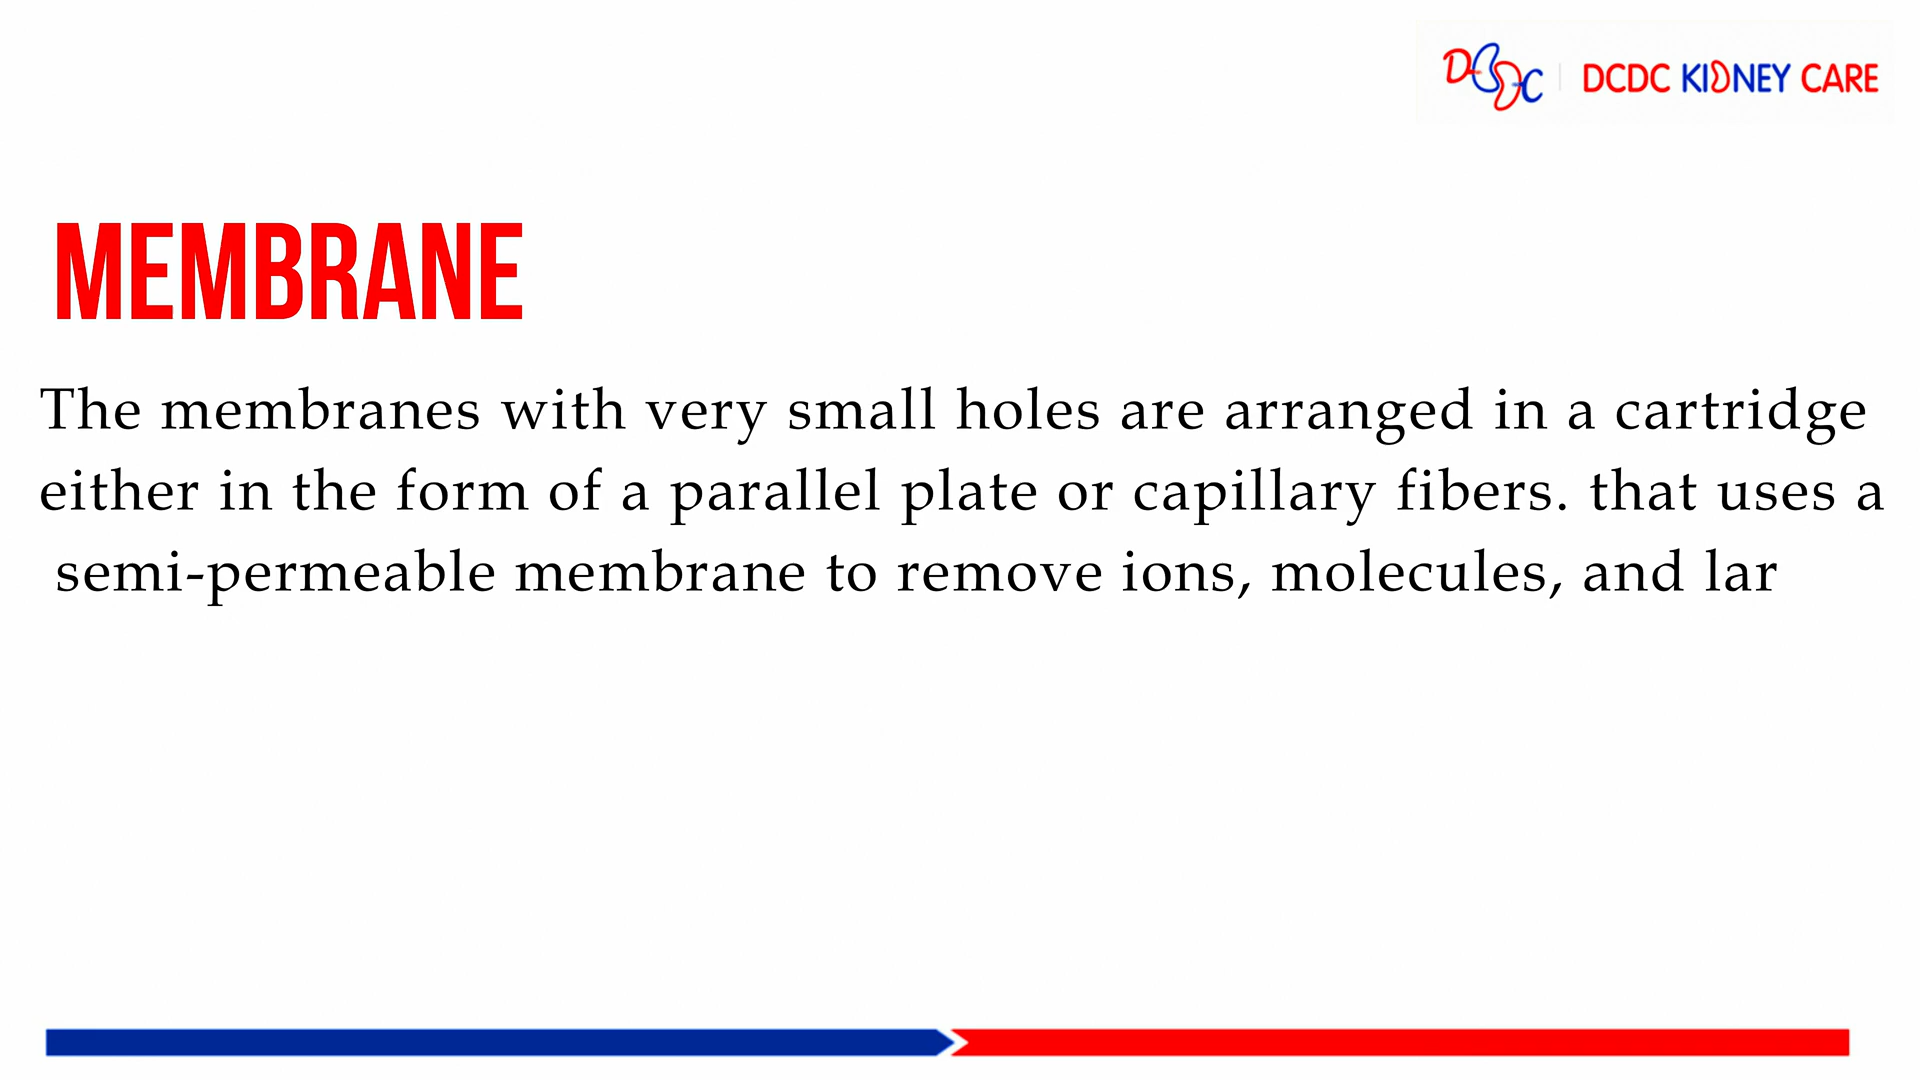 DCDC | DCDC KIDNEY CARE
MEMBRANE
The membranes with very small holes are arranged in a cartridge
either in the form of a parallel plate or capillary fibers. that uses a
semi-permeable membrane to remove ions, molecules, and lar